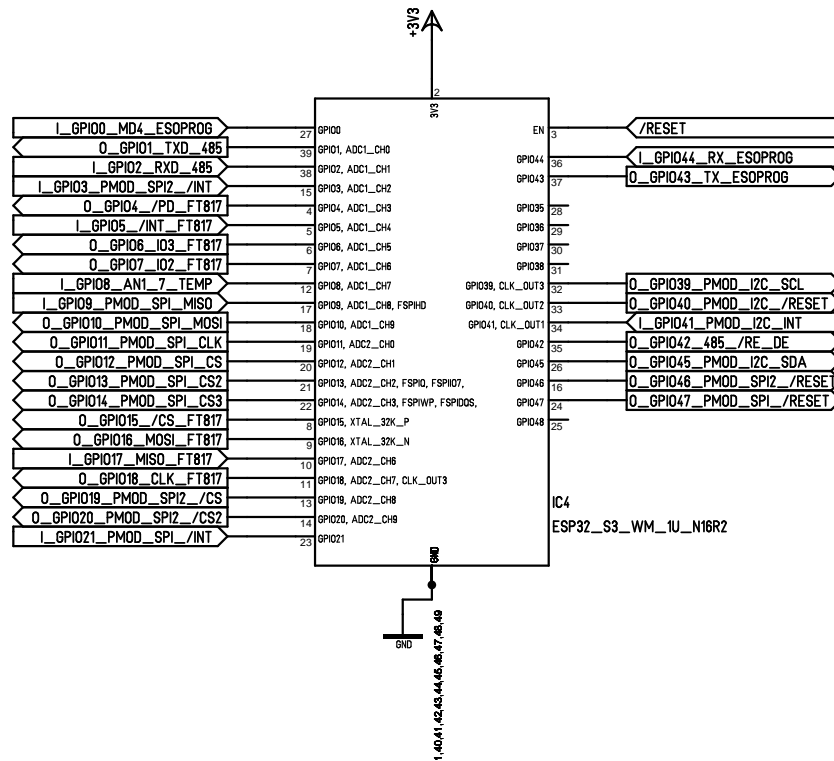 +3V3
2
3V3
I_GPIO0_MD4_ESOPROG 27 GPIO0
O_GPIO1_TXD_485 39 GPIO1, ADC1_CH0
I_GPIO2_RXD_485 38 GPIO2, ADC1_CH1
I_GPIO3_PMOD_SPI2_/INT 15 GPIO3, ADC1_CH2
O_GPIO4_/PD_FT817 4 GPIO4, ADC1_CH3
I_GPIO5_/INT_FT817 5 GPIO5, ADC1_CH4
O_GPIO6_IO3_FT817 6 GPIO6, ADC1_CH5
O_GPIO7_IO2_FT817 7 GPIO7, ADC1_CH6
I_GPIO8_AN1_7_TEMP 12 GPIO8, ADC1_CH7
I_GPIO9_PMOD_SPI_MISO 17 GPIO9, ADC1_CH8, FSPIHD
O_GPIO10_PMOD_SPI_MOSI 18 GPIO10, ADC1_CH9
O_GPIO11_PMOD_SPI_CLK 19 GPIO11, ADC2_CH0
O_GPIO12_PMOD_SPI_CS 20 GPIO12, ADC2_CH1
O_GPIO13_PMOD_SPI_CS2 21 GPIO13, ADC2_CH2, FSPIQ, FSPIIO7,
O_GPIO14_PMOD_SPI_CS3 22 GPIO14, ADC2_CH3, FSPIWP, FSPIDQS,
O_GPIO15_/CS_FT817 8 GPIO15, XTAL_32K_P
O_GPIO16_MOSI_FT817 9 GPIO16, XTAL_32K_N
I_GPIO17_MISO_FT817 10 GPIO17, ADC2_CH6
O_GPIO18_CLK_FT817 11 GPIO18, ADC2_CH7, CLK_OUT3
O_GPIO19_PMOD_SPI2_/CS 13 GPIO19, ADC2_CH8
O_GPIO20_PMOD_SPI2_/CS2 14 GPIO20, ADC2_CH9
I_GPIO21_PMOD_SPI_/INT 23 GPIO21
EN 3 /RESET
GPIO44 36 I_GPIO44_RX_ESOPROG
GPIO43 37 O_GPIO43_TX_ESOPROG
GPIO35 28
GPIO36 29
GPIO37 30
GPIO38 31
GPIO39, CLK_OUT3 32 O_GPIO39_PMOD_I2C_SCL
GPIO40, CLK_OUT2 33 O_GPIO40_PMOD_I2C_/RESET
GPIO41, CLK_OUT1 34 I_GPIO41_PMOD_I2C_INT
GPIO42 35 O_GPIO42_485_/RE_DE
GPIO45 26 O_GPIO45_PMOD_I2C_SDA
GPIO46 16 O_GPIO46_PMOD_SPI2_/RESET
GPIO47 24 O_GPIO47_PMOD_SPI_/RESET
GPIO48 25
IC4
ESP32_S3_WM_1U_N16R2
GND
GND
1,40,41,42,43,44,45,46,47,48,49